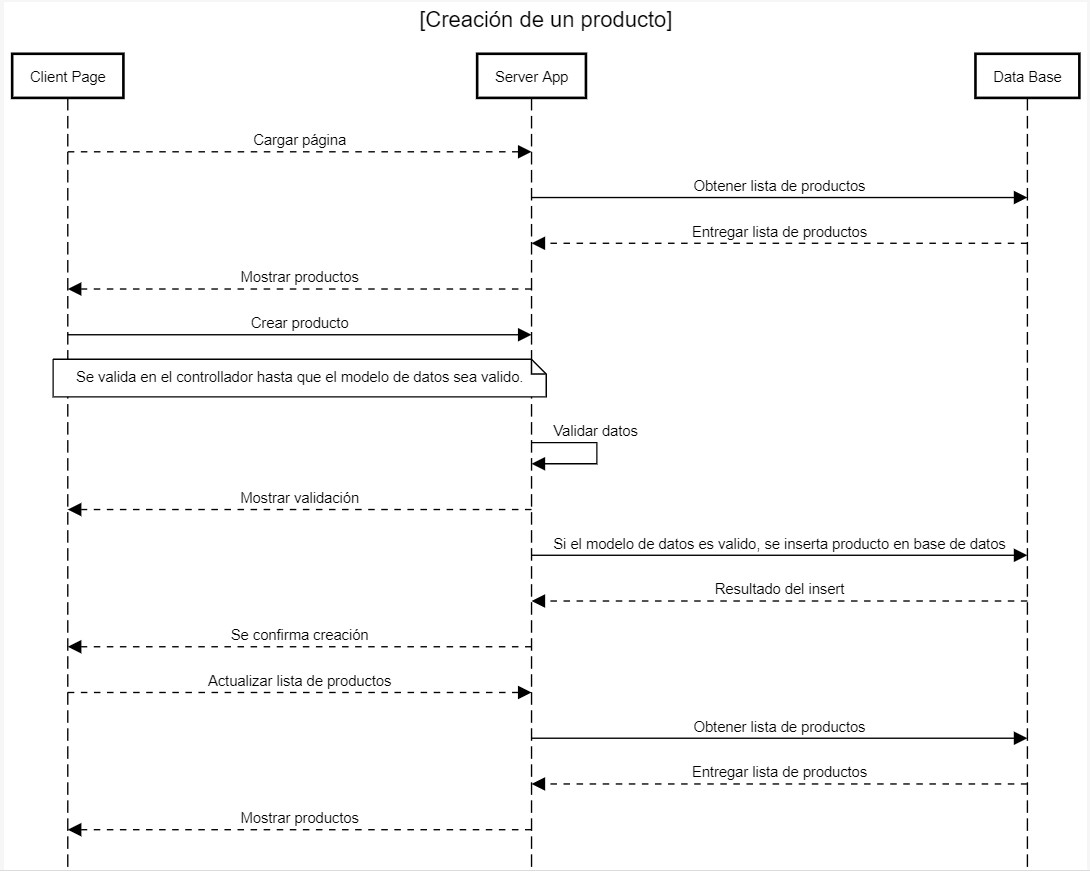 [Creación de un producto]
Client Page
Server App
Data Base
Cargar página
Obtener lista de productos
Entregar lista de productos
Mostrar productos
Crear producto
Se valida en el controllador hasta que el modelo de datos sea valido.
Validar datos
Mostrar validación
Si el modelo de datos es valido, se inserta producto en base de datos
Resultado del insert
Se confirma creación
Actualizar lista de productos
Obtener lista de productos
Entregar lista de productos
Mostrar productos